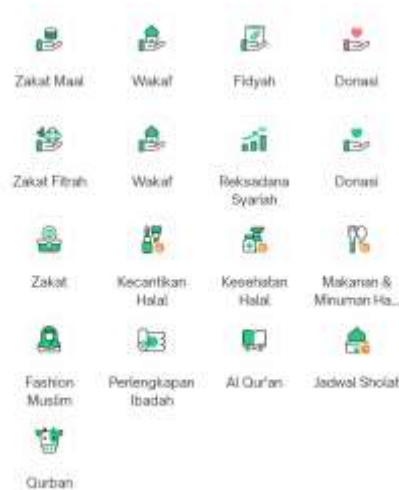 Zakat Maal
Wakaf
Fidyah
Donasi
Zakat Fitrah
Wakaf
Reksadana
Syariah
Donasi
Zakat
Kecantikan
Halal
Kesehatan
Halal
Makanan &
Minuman Ha...
Fashion
Muslim
Perlengkapan
Ibadah
Al Qur'an
Jadwal Sholat
Qurban